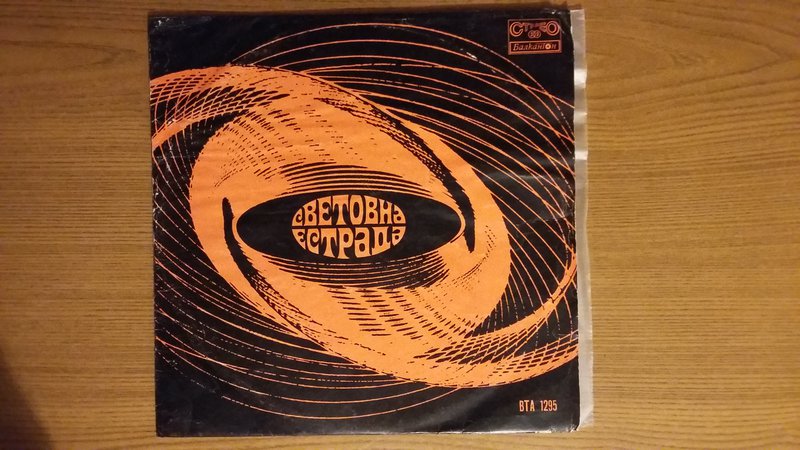 СТЕРЕО
Балкантон
СВЕТОВНА
ЕСТРАДА
ВТА 1295